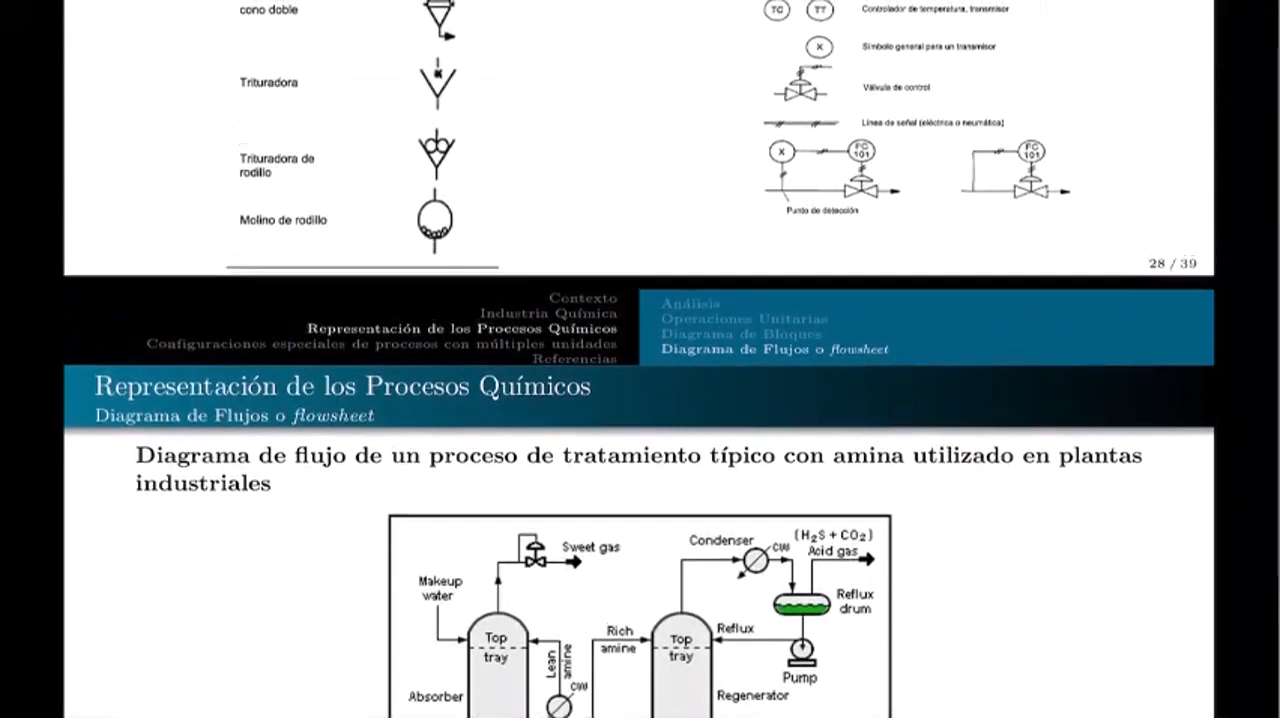 cono doble
Trituradora
Trituradora de
rodillo
Molino de rodillo
TC TT Controlador de temperatura, transmisor
X Símbolo general para un transmisor
Válvula de control
Línea de señal (eléctrica o neumática)
X FC 101 FC 101
Punto de detección
28 / 39
Contexto
Industria Química
Representación de los Procesos Químicos
Configuraciones especiales de procesos con múltiples unidades
Referencias
Análisis
Operaciones Unitarias
Diagrama de Bloques
Diagrama de Flujos o flowsheet
Representación de los Procesos Químicos
Diagrama de Flujos o flowsheet
Diagrama de flujo de un proceso de tratamiento típico con amina utilizado en plantas
industriales
Sweet gas
Makeup
water
Top
tray
Absorber
Lean
amine
CW
Rich
amine
Condenser
CW
(H2S + CO2)
Acid gas
Reflux
drum
Reflux
Top
tray
Pump
Regenerator